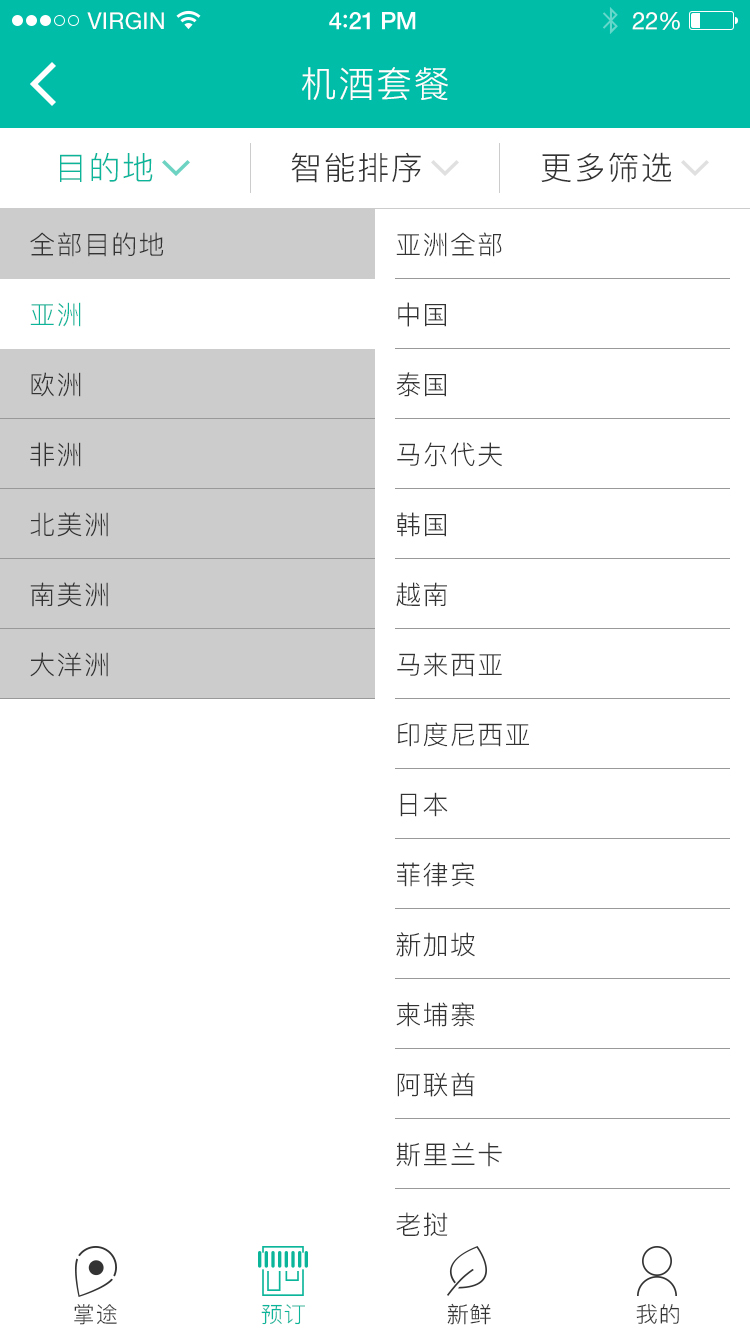 VIRGIN 4:21 PM 22%
机酒套餐
目的地 智能排序 更多筛选
全部目的地
亚洲
欧洲
非洲
北美洲
南美洲
大洋洲
亚洲全部
中国
泰国
马尔代夫
韩国
越南
马来西亚
印度尼西亚
日本
菲律宾
新加坡
柬埔寨
阿联酋
斯里兰卡
老挝
掌途 预订 新鲜 我的